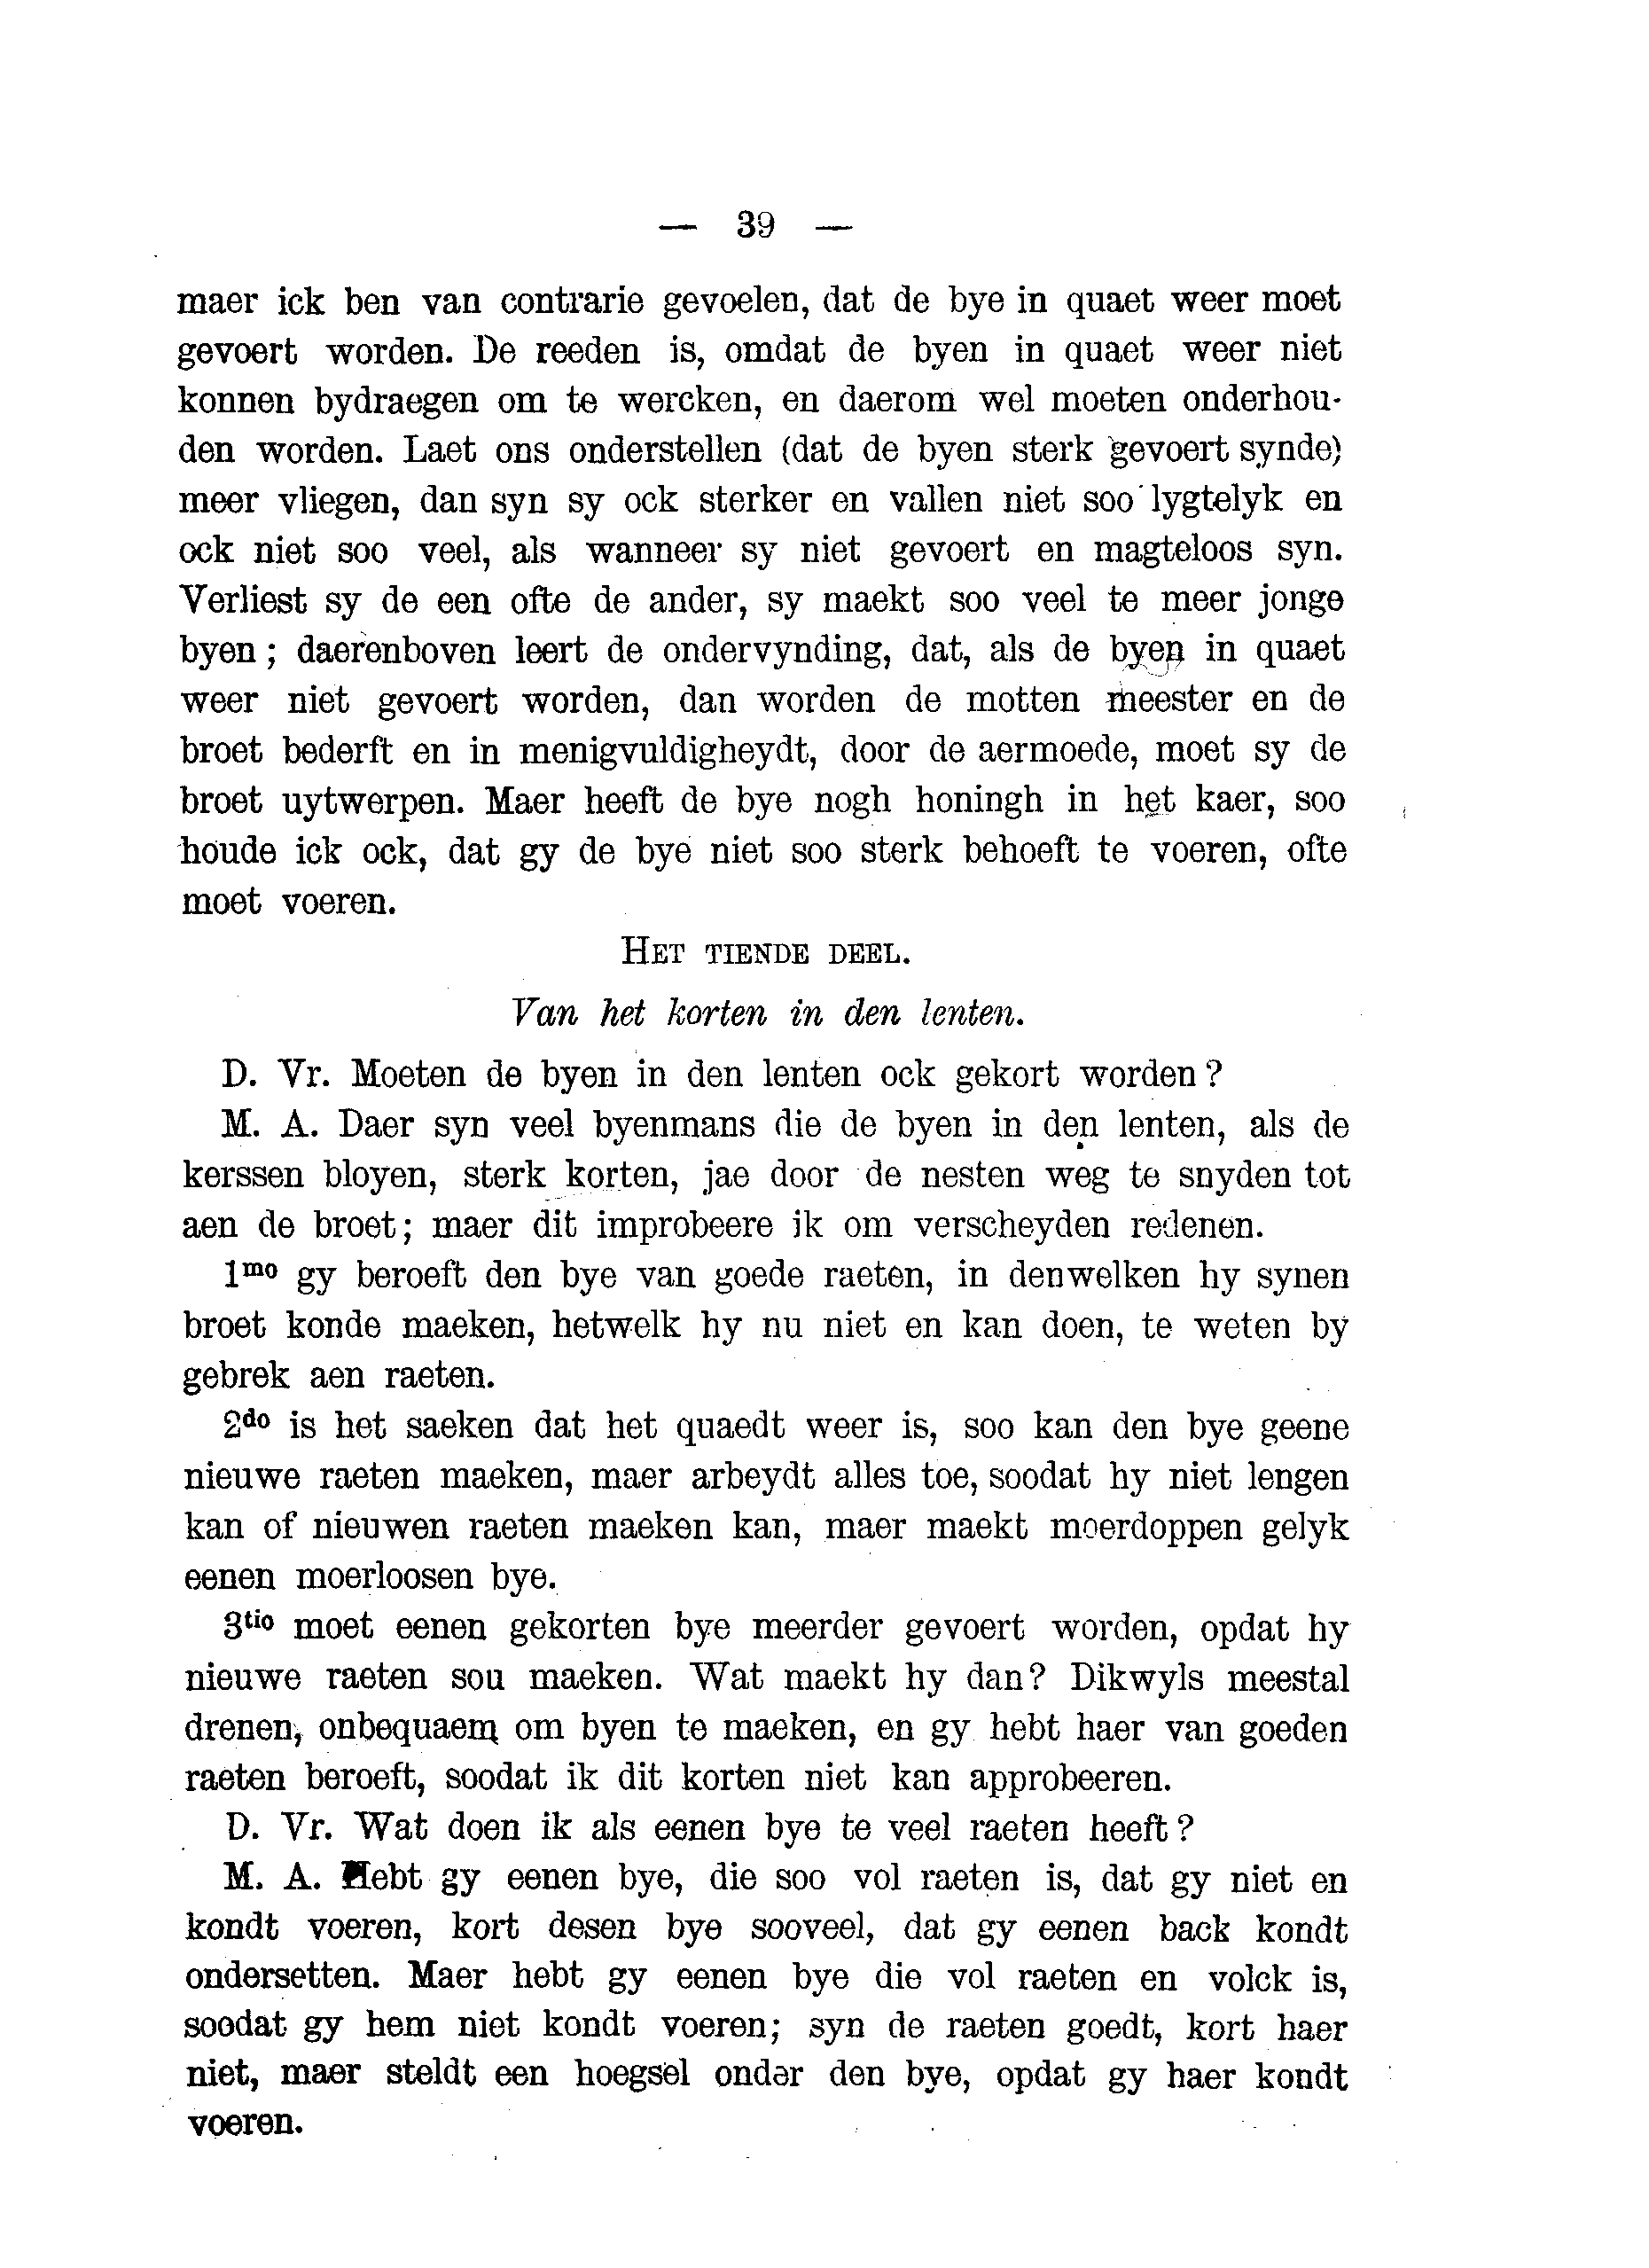 — 39 —
maer ick ben van contrarie gevoelen, dat de bye in quaet weer moet
gevoert worden. De reeden is, omdat de byen in quaet weer niet
konnen bydraegen om te wercken, en daerom wel moeten onderhou-
den worden. Laet ons onderstellen (dat de byen sterk gevoert synde)
meer vliegen, dan syn sy ock sterker en vallen niet soo lygtelyk en
ock niet soo veel, als wanneer sy niet gevoert en magteloos syn.
Verliest sy de een ofte de ander, sy maekt soo veel te meer jonge
byen; daerenboven leert de ondervynding, dat, als de byen in quaet
weer niet gevoert worden, dan worden de motten meester en de
broet bederft en in menigvuldigheydt, door de aermoede, moet sy de
broet uytwerpen. Maer heeft de bye nogh honingh in het kaer, soo
houde ick ock, dat gy de bye niet soo sterk behoeft te voeren, ofte
moet voeren.
HET TIENDE DEEL.
Van het korten in den lenten.
D. Vr. Moeten de byen in den lenten ock gekort worden?
M. A. Daer syn veel byenmans die de byen in den lenten, als de
kerssen bloyen, sterk korten, jae door de nesten weg te snyden tot
aen de broet; maer dit improbeere ik om verscheyden redenen.
1mo gy beroeft den bye van goede raeten, in denwelken hy synen
broet konde maeken, hetwelk hy nu niet en kan doen, te weten by
gebrek aen raeten.
2do is het saeken dat het quaedt weer is, soo kan den bye geene
nieuwe raeten maeken, maer arbeydt alles toe, soodat hy niet lengen
kan of nieuwen raeten maeken kan, maer maekt moerdoppen gelyk
eenen moerloosen bye.
3tio moet eenen gekorten bye meerder gevoert worden, opdat hy
nieuwe raeten sou maeken. Wat maekt hy dan? Dikwyls meestal
drenen, onbequaem om byen te maeken, en gy hebt haer van goeden
raeten beroeft, soodat ik dit korten niet kan approbeeren.
D. Vr. Wat doen ik als eenen bye te veel raeten heeft?
M. A. Hebt gy eenen bye, die soo vol raeten is, dat gy niet en
kondt voeren, kort desen bye sooveel, dat gy eenen back kondt
ondersetten. Maer hebt gy eenen bye die vol raeten en volck is,
soodat gy hem niet kondt voeren; syn de raeten goedt, kort haer
niet, maer steldt een hoegsel onder den bye, opdat gy haer kondt
voeren.